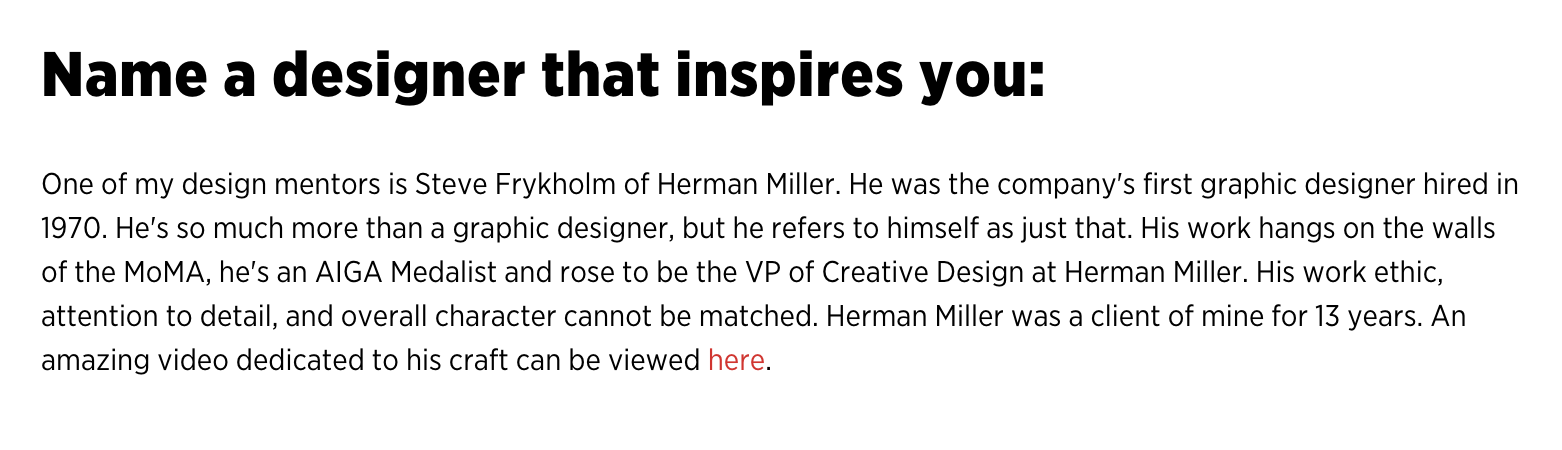 Name a designer that inspires you:
One of my design mentors is Steve Frykholm of Herman Miller. He was the company's first graphic designer hired in
1970. He's so much more than a graphic designer, but he refers to himself as just that. His work hangs on the walls
of the MoMA, he's an AIGA Medalist and rose to be the VP of Creative Design at Herman Miller. His work ethic,
attention to detail, and overall character cannot be matched. Herman Miller was a client of mine for 13 years. An
amazing video dedicated to his craft can be viewed here.